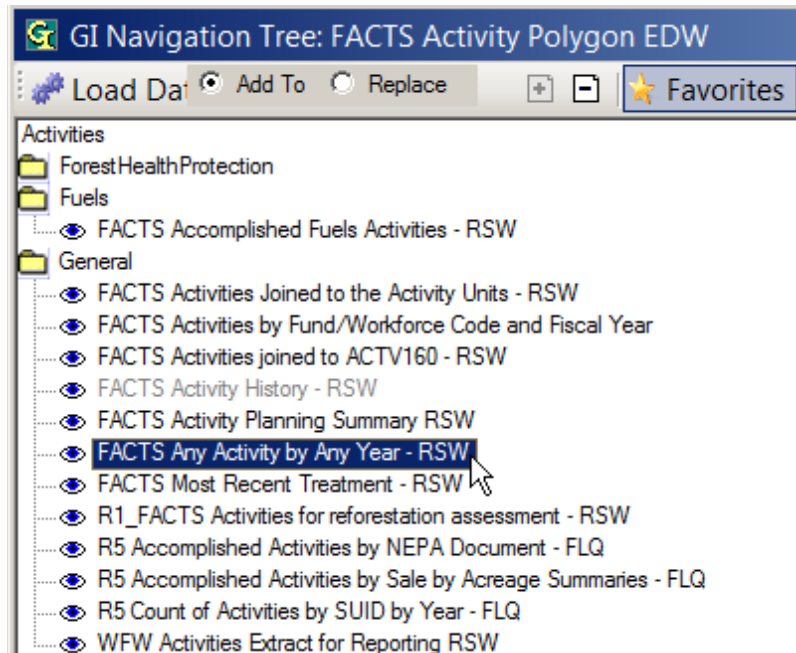 GI Navigation Tree: FACTS Activity Polygon EDW
Load Dat Add To Replace Favorites
Activities
ForestHealthProtection
Fuels
FACTS Accomplished Fuels Activities - RSW
General
FACTS Activities Joined to the Activity Units - RSW
FACTS Activities by Fund/Workforce Code and Fiscal Year
FACTS Activities joined to ACTV160 - RSW
FACTS Activity History - RSW
FACTS Activity Planning Summary RSW
FACTS Any Activity by Any Year - RSW
FACTS Most Recent Treatment - RSW
R1_FACTS Activities for reforestation assessment - RSW
R5 Accomplished Activities by NEPA Document - FLQ
R5 Accomplished Activities by Sale by Acreage Summaries - FLQ
R5 Count of Activities by SUID by Year - FLQ
WFW Activities Extract for Reporting RSW